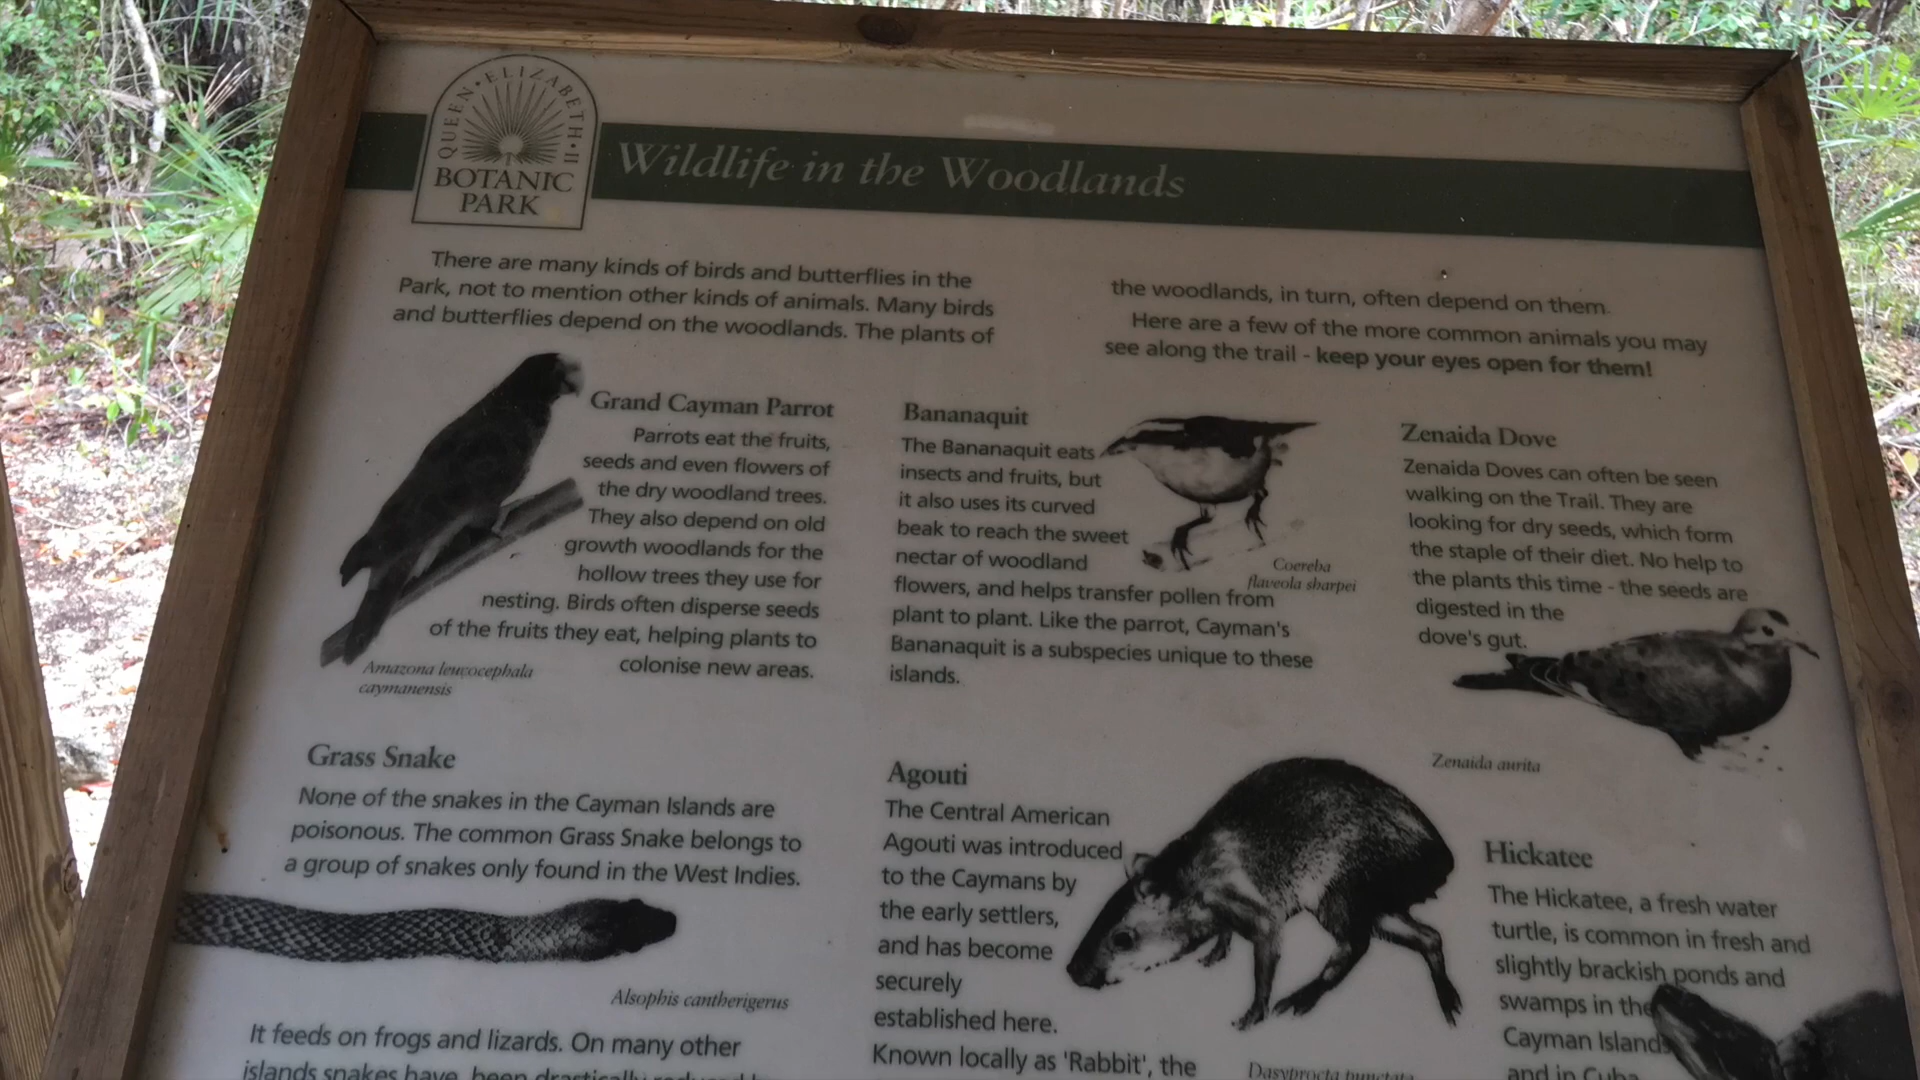 QUEEN • ELIZABETH • II
BOTANIC
PARK
Wildlife in the Woodlands
There are many kinds of birds and butterflies in the
Park, not to mention other kinds of animals. Many birds
and butterflies depend on the woodlands. The plants of
the woodlands, in turn, often depend on them.
Here are a few of the more common animals you may
see along the trail - keep your eyes open for them!
Grand Cayman Parrot
Parrots eat the fruits,
seeds and even flowers of
the dry woodland trees.
They also depend on old
growth woodlands for the
hollow trees they use for
nesting. Birds often disperse seeds
of the fruits they eat, helping plants to
colonise new areas.
Amazona leucocephala
caymanensis
Bananaquit
The Bananaquit eats
insects and fruits, but
it also uses its curved
beak to reach the sweet
nectar of woodland
flowers, and helps transfer pollen from
plant to plant. Like the parrot, Cayman's
Bananaquit is a subspecies unique to these
islands.
Coereba
flaveola sharpei
Zenaida Dove
Zenaida Doves can often be seen
walking on the Trail. They are
looking for dry seeds, which form
the staple of their diet. No help to
the plants this time - the seeds are
digested in the
dove's gut.
Zenaida aurita
Grass Snake
None of the snakes in the Cayman Islands are
poisonous. The common Grass Snake belongs to
a group of snakes only found in the West Indies.
Alsophis cantherigerus
It feeds on frogs and lizards. On many other
islands snakes have been drastically reduced
Agouti
The Central American
Agouti was introduced
to the Caymans by
the early settlers,
and has become
securely
established here.
Known locally as 'Rabbit', the
Dasyprocta punctata
Hickatee
The Hickatee, a fresh water
turtle, is common in fresh and
slightly brackish ponds and
swamps in the
Cayman Islands
and in Cuba